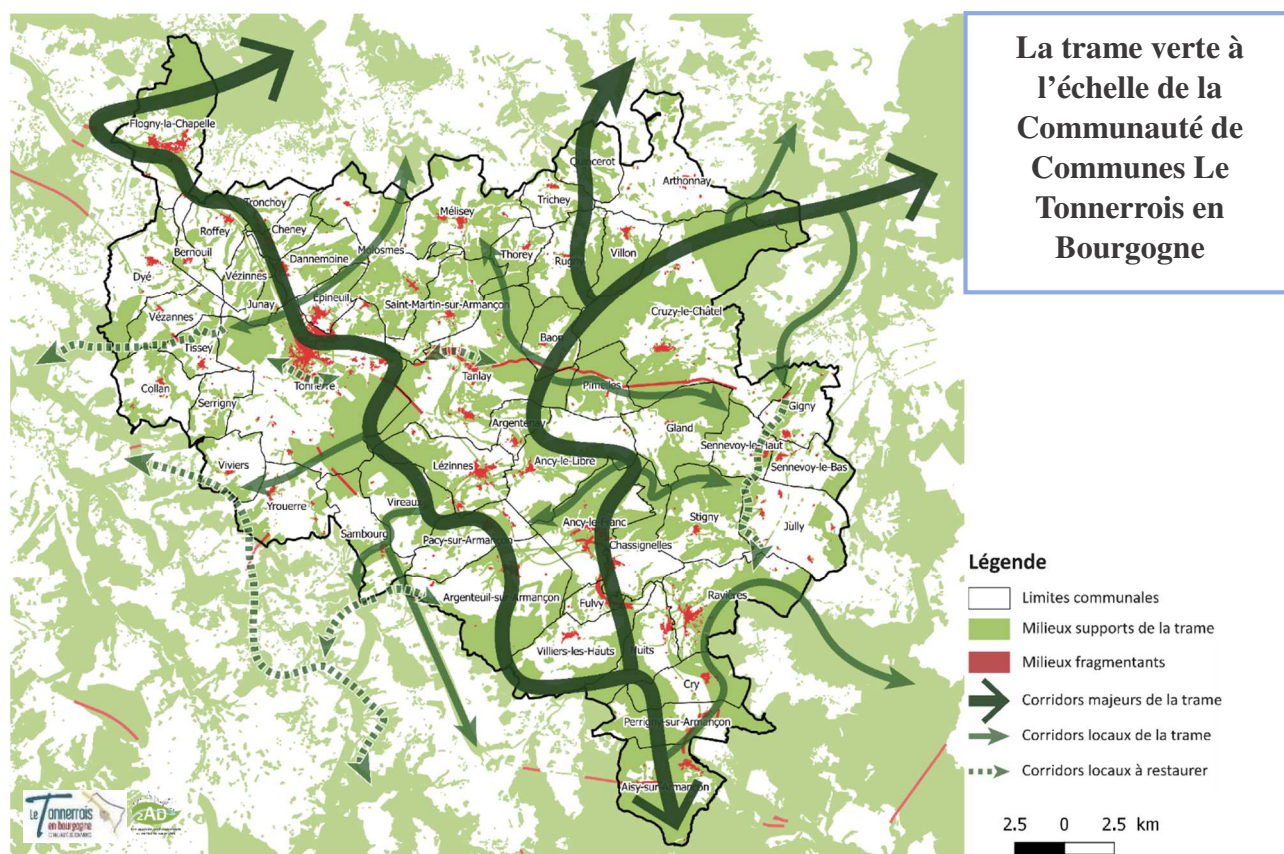 La trame verte à
l'échelle de la
Communauté de
Communes Le
Tonnerrois en
Bourgogne
Flogny-la-Chapelle
Quincerot
Arthonnay
Tronchoy
Trichey
Mélisey
Roffey
Cheney
Molosmes
Bernouil
Dannemoine
Thorey
Rugny
Villon
Dyé
Vézinnes
Junay
Epineuil
Saint-Martin-sur-Armançon
Cruzy-le-Châtel
Vézannes
Tissey
Baon
Collan
Tonnerre
Tanlay
Pimelles
Serrigny
Gigny
Argentenay
Gland
Sennevoy-le-Haut
Sennevoy-le-Bas
Viviers
Lézinnes
Ancy-le-Libre
Yrouerre
Vireaux
Stigny
Jully
Sambourg
Pacy-sur-Armançon
Ancy-le-Franc
Chassignelles
Argenteuil-sur-Armançon
Fulvy
Ravières
Villiers-les-Hauts
Nuits
Cry
Perrigny-sur-Armançon
Aisy-sur-Armançon
Légende
Limites communales
Milieux supports de la trame
Milieux fragmentants
Corridors majeurs de la trame
Corridors locaux de la trame
Corridors locaux à restaurer
2.5 0 2.5 km
Le Tonnerrois
en bourgogne
2AD